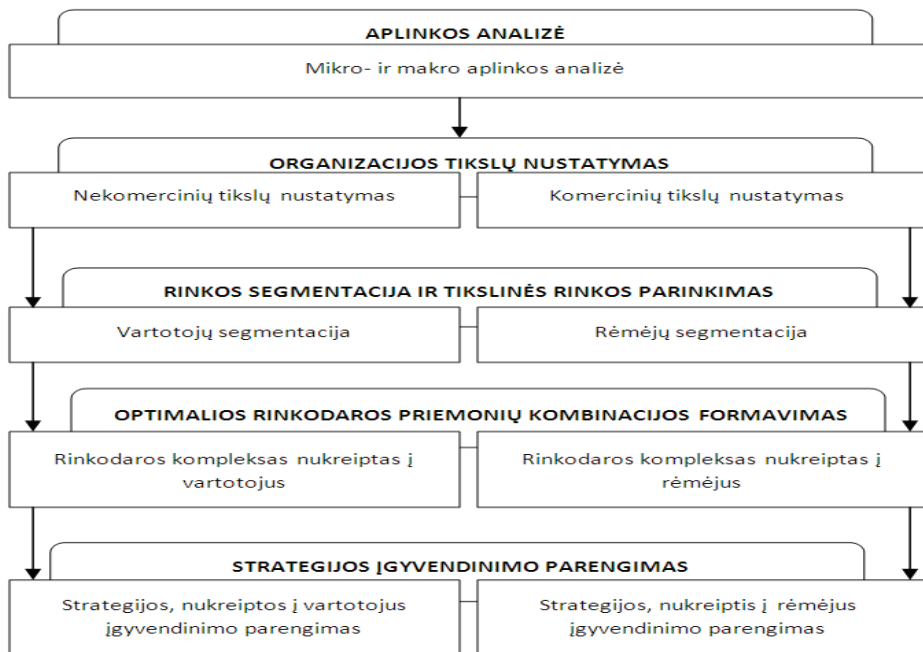 APLINKOS ANALIZĖ
Mikro- ir makro aplinkos analizė
ORGANIZACIJOS TIKSLŲ NUSTATYMAS
Nekomercinių tikslų nustatymas
Komercinių tikslų nustatymas
RINKOS SEGMENTACIJA IR TIKSLINĖS RINKOS PARINKIMAS
Vartotojų segmentacija
Rėmėjų segmentacija
OPTIMALIOS RINKODAROS PRIEMONIŲ KOMBINACIJOS FORMAVIMAS
Rinkodaros kompleksas nukreiptas į
vartotojus
Rinkodaros kompleksas nukreiptas į
rėmėjus
STRATEGIJOS ĮGYVENDINIMO PARENGIMAS
Strategijos, nukreiptos į vartotojus
įgyvendinimo parengimas
Strategijos, nukreiptis į rėmėjus
įgyvendinimo parengimas